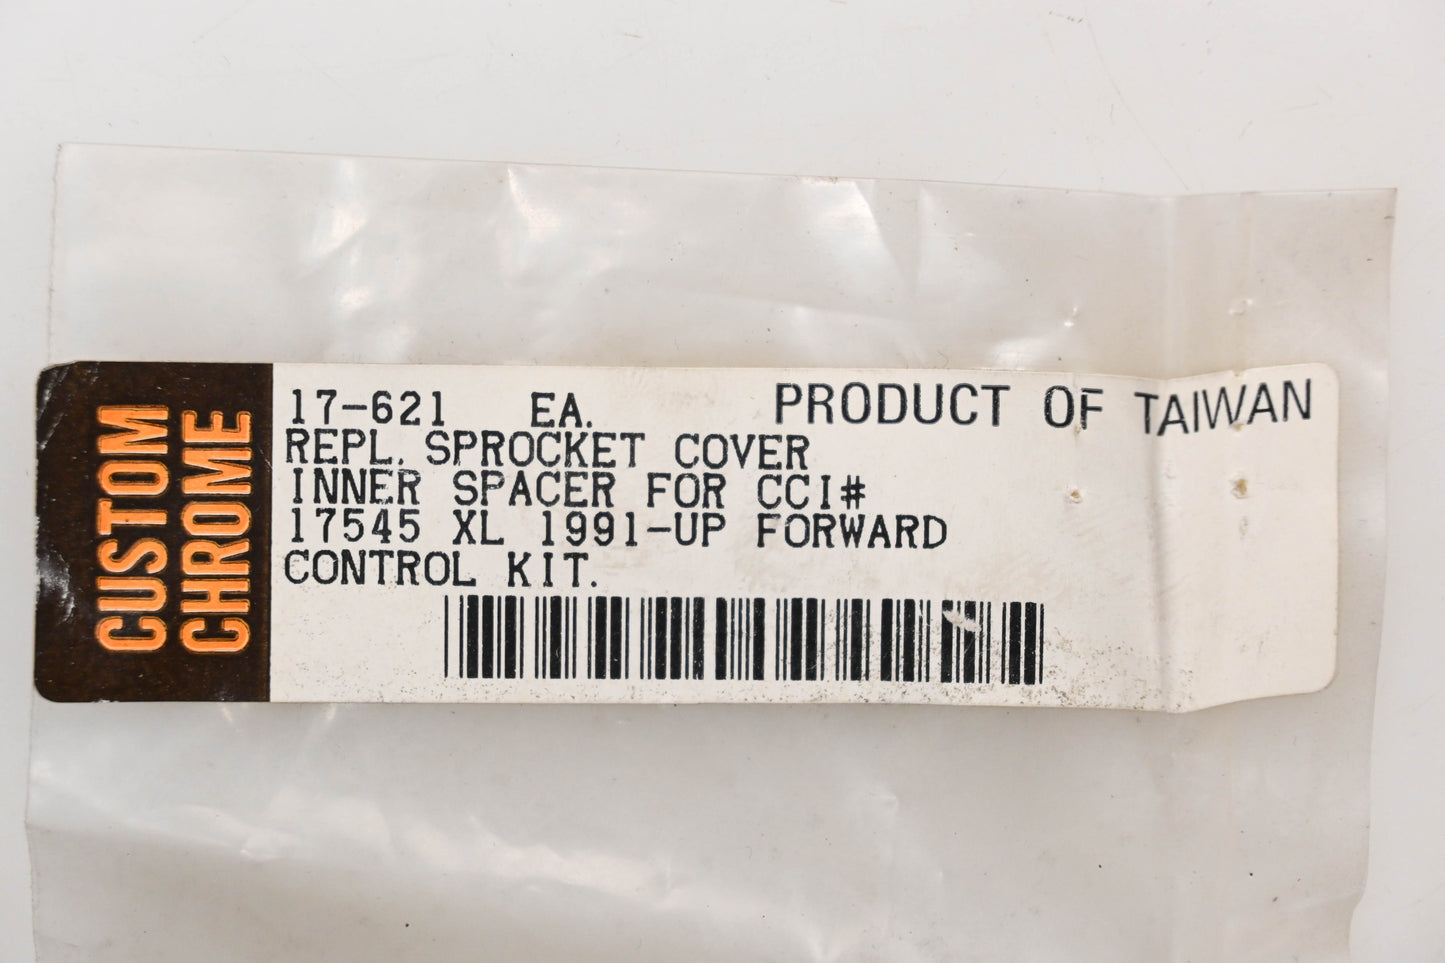 CUSTOM
CHROME
17-621 EA. PRODUCT OF TAIWAN
REPL. SPROCKET COVER
INNER SPACER FOR CCI#
17545 XL 1991-UP FORWARD
CONTROL KIT.